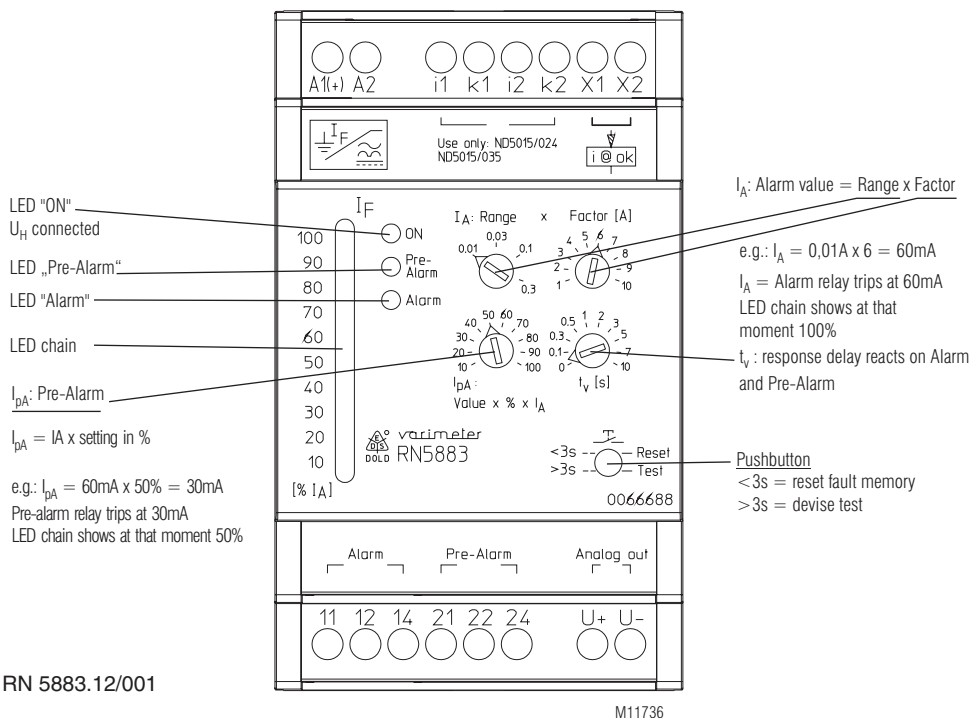 A1(+) A2 i1 k1 i2 k2 X1 X2
IF
Use only: ND5015/024
ND5015/035
i @ ok
LED "ON"
UH connected
LED „Pre-Alarm“
LED "Alarm"
LED chain
IpA: Pre-Alarm
IpA = IA x setting in %
e.g.: IpA = 60mA x 50% = 30mA
Pre-alarm relay trips at 30mA
LED chain shows at that moment 50%
IF
100
90
80
70
60
50
40
30
20
10
[% IA]
ON
Pre-
Alarm
Alarm
IA: Range x Factor [A]
0,01 0,03 0,1 0,3
1 2 3 4 5 6 7 8 9 10
10 20 30 40 50 60 70 80 90 100
0 0,1 0,3 0,5 1 2 3 5 7 10
IpA:
Value x % x IA
tv [s]
E
D S
DOLD
varimeter
RN5883
<3s Reset
>3s Test
0066688
IA: Alarm value = Range x Factor
e.g.: IA = 0,01A x 6 = 60mA
IA = Alarm relay trips at 60mA
LED chain shows at that
moment 100%
tv : response delay reacts on Alarm
and Pre-Alarm
Pushbutton
<3s = reset fault memory
>3s = devise test
Alarm Pre-Alarm Analog out
11 12 14 21 22 24 U+ U-
RN 5883.12/001
M11736